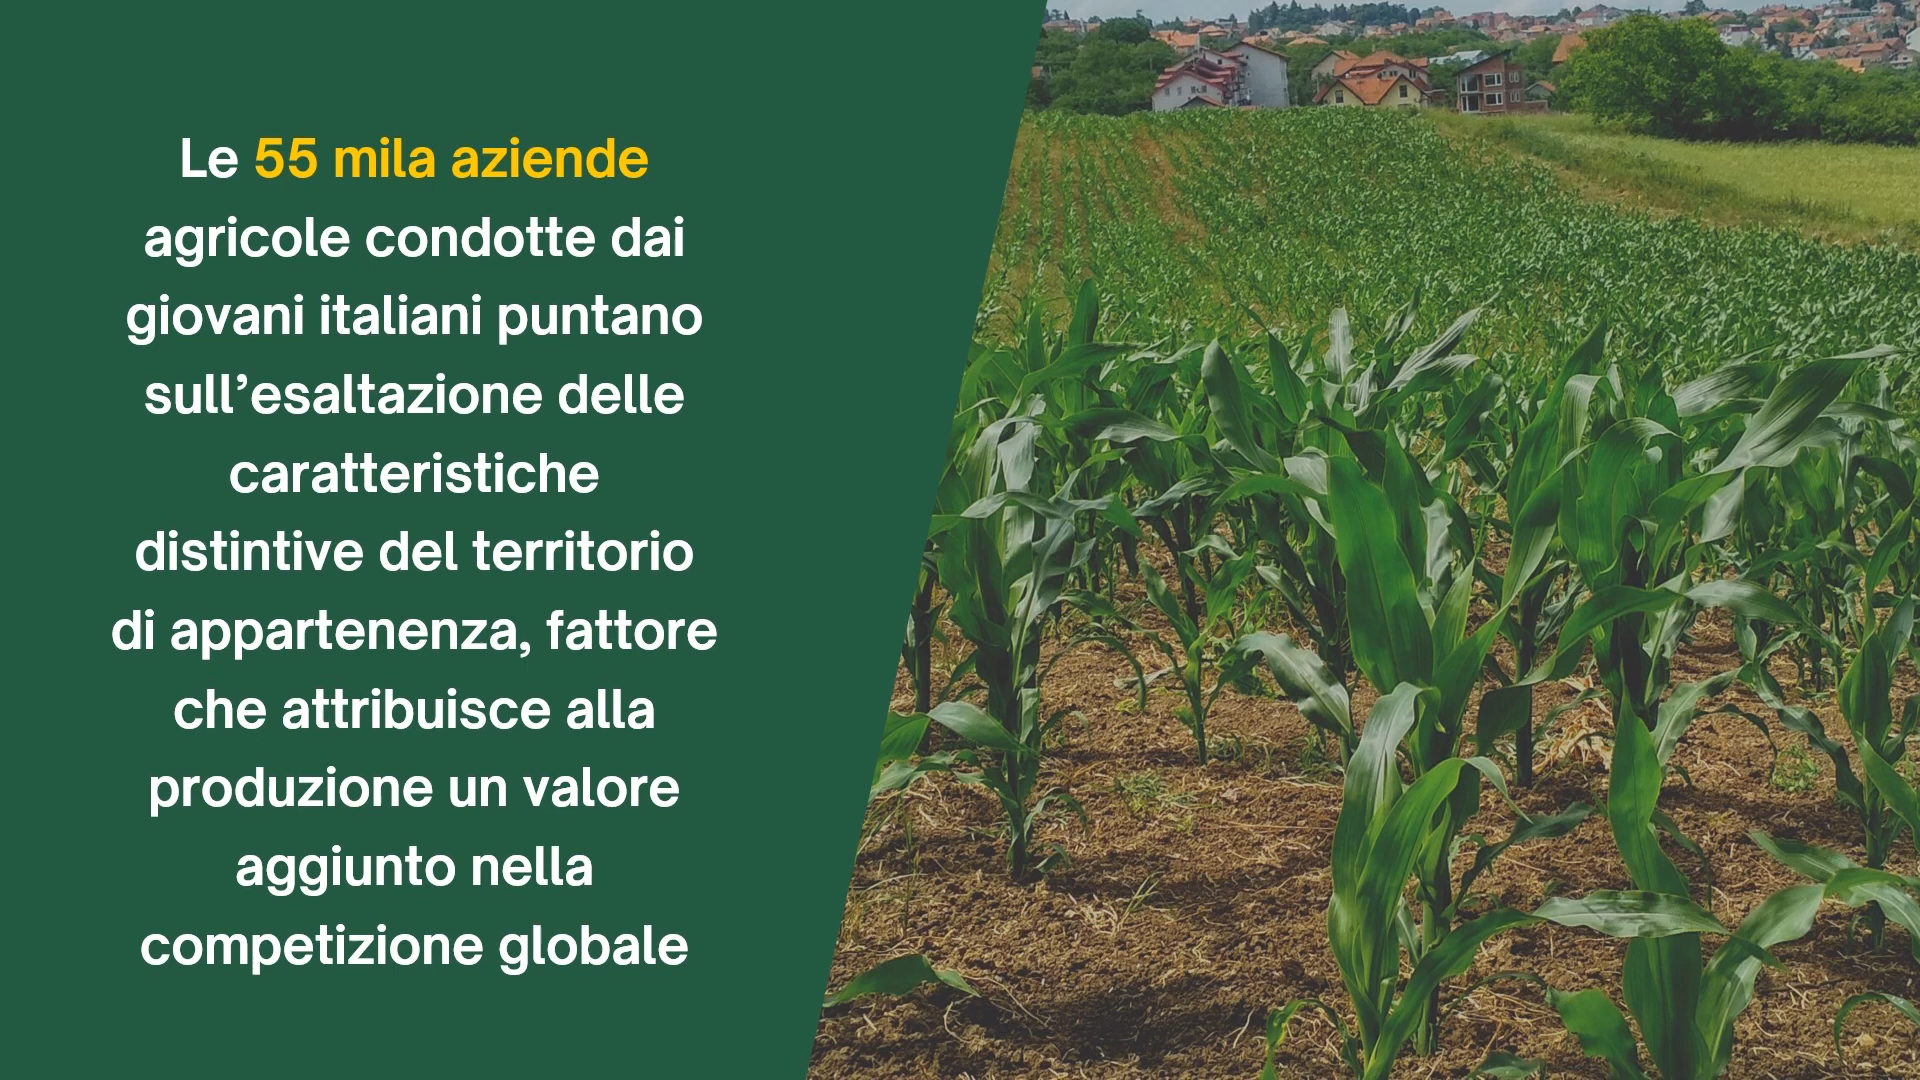 Le 55 mila aziende
agricole condotte dai
giovani italiani puntano
sull’esaltazione delle
caratteristiche
distintive del territorio
di appartenenza, fattore
che attribuisce alla
produzione un valore
aggiunto nella
competizione globale